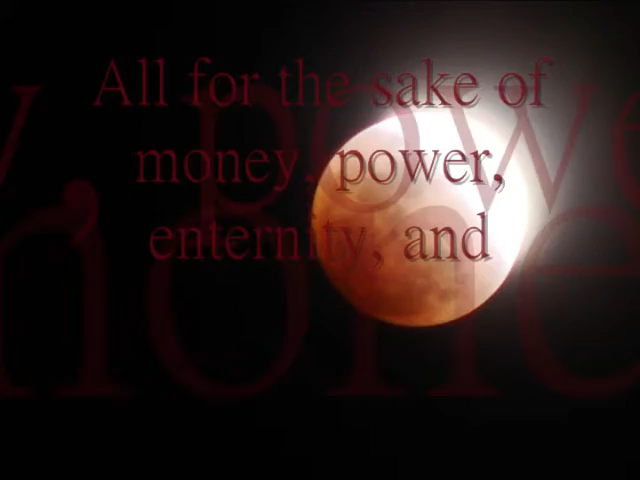 All for the sake of
money, power,
enternity, and